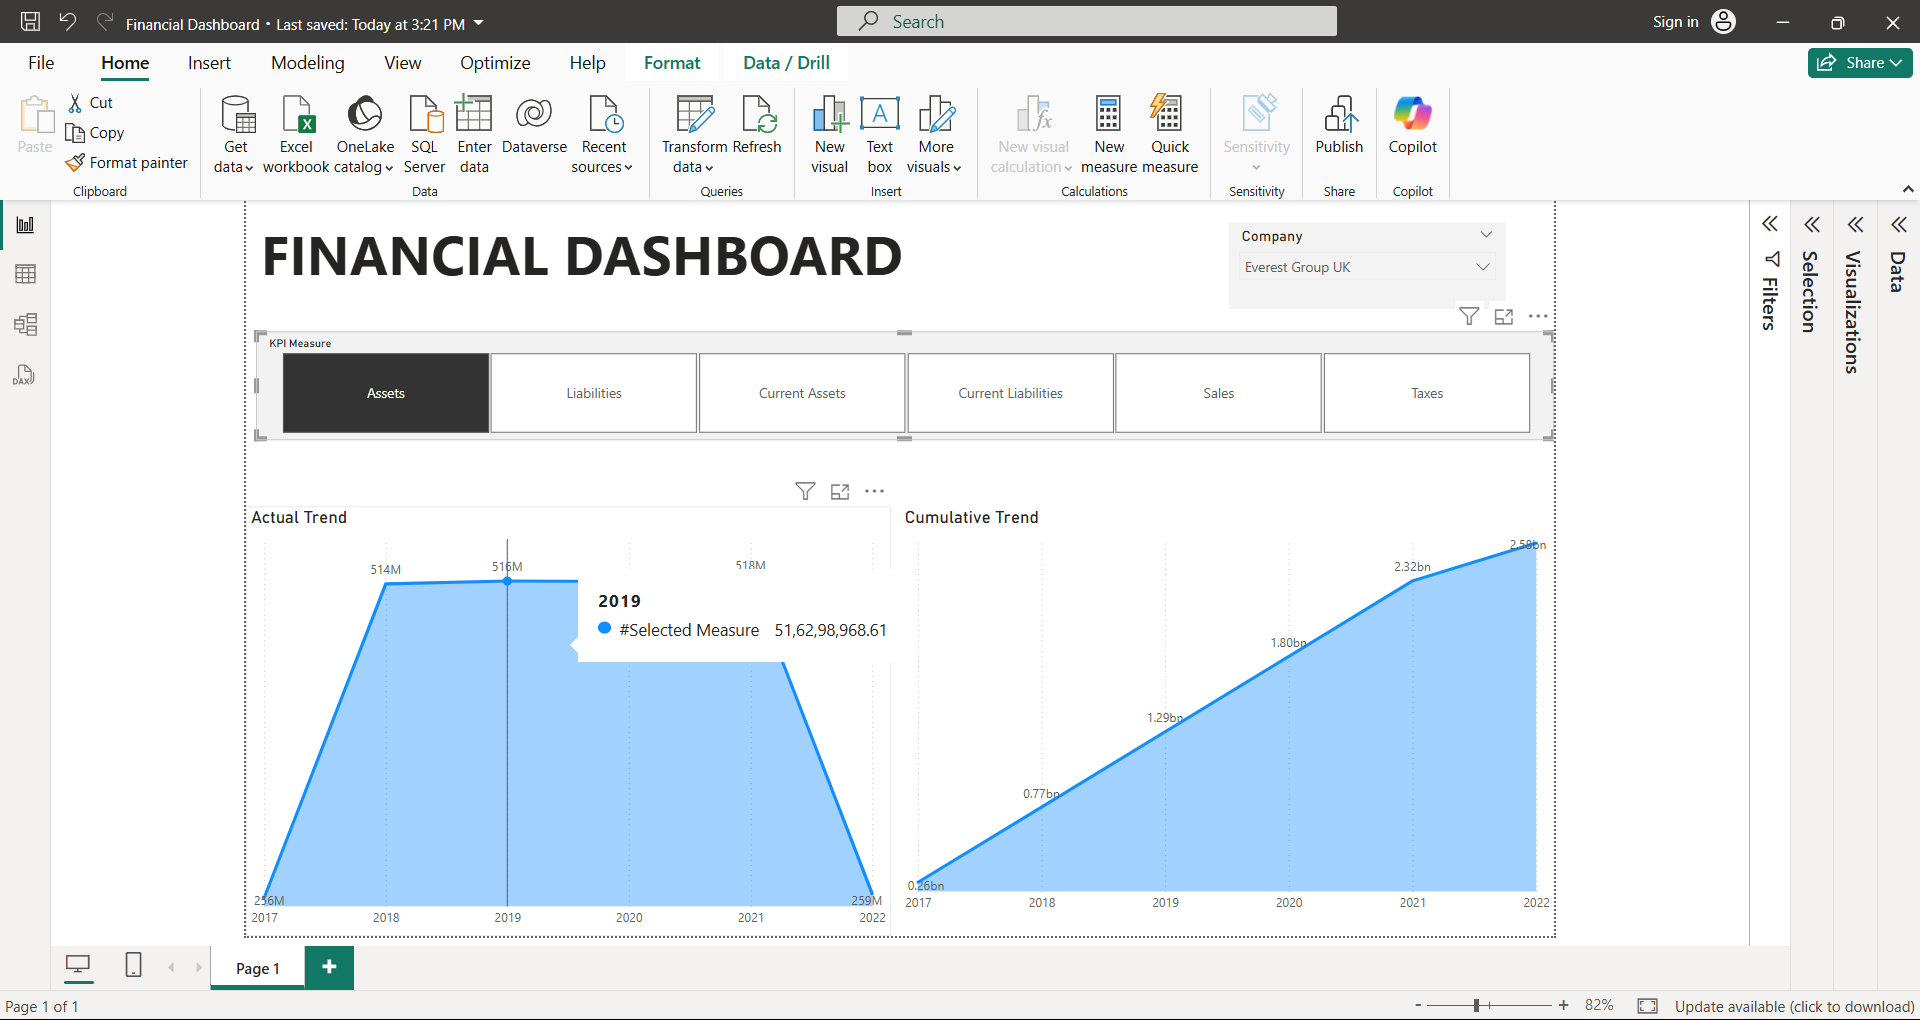 Financial Dashboard • Last saved: Today at 3:21 PM
Search
Sign in
File Home Insert Modeling View Optimize Help Format Data / Drill
Share
Paste
Cut
Copy
Format painter
Clipboard
Get data
Excel workbook
OneLake catalog
SQL Server
Enter data
Dataverse
Recent sources
Data
Transform data
Refresh
Queries
New visual
Text box
More visuals
Insert
New visual calculation
New measure
Quick measure
Calculations
Sensitivity
Sensitivity
Publish
Share
Copilot
Copilot
DAX
FINANCIAL DASHBOARD
Company
Everest Group UK
Filters
Selection
Visualizations
Data
KPI Measure
Assets
Liabilities
Current Assets
Current Liabilities
Sales
Taxes
Actual Trend
514M
516M
518M
2019
#Selected Measure 51,62,98,968.61
256M
259M
2017 2018 2019 2020 2021 2022
Cumulative Trend
2.58bn
2.32bn
1.80bn
1.29bn
0.77bn
0.26bn
2017 2018 2019 2020 2021 2022
Page 1
Page 1 of 1
- + 82%
Update available (click to download)